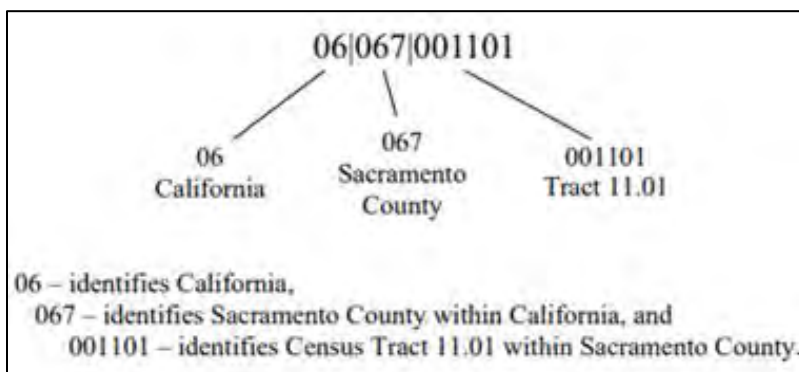 06|067|001101
06
California
067
Sacramento
County
001101
Tract 11.01
06 – identifies California,
067 – identifies Sacramento County within California, and
001101 – identifies Census Tract 11.01 within Sacramento County.